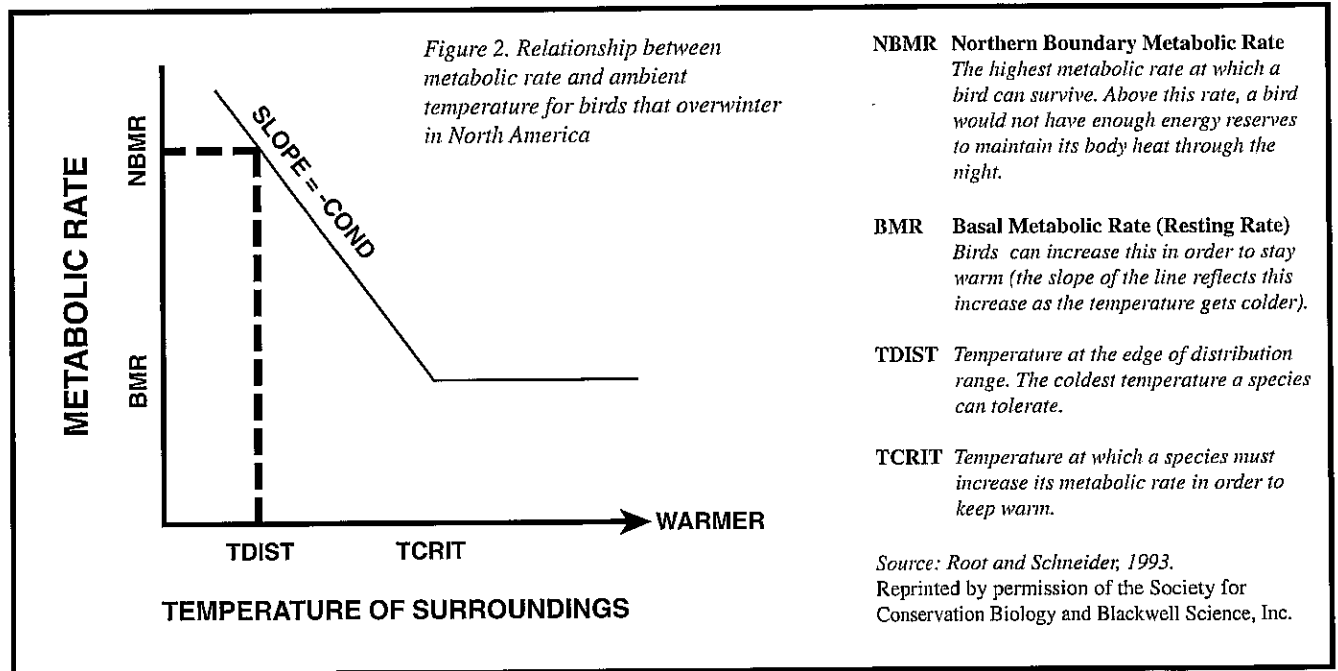 Figure 2. Relationship between
metabolic rate and ambient
temperature for birds that overwinter
in North America
METABOLIC RATE
NBMR
BMR
SLOPE = -COND
TDIST
TCRIT
WARMER
TEMPERATURE OF SURROUNDINGS
NBMR Northern Boundary Metabolic Rate
The highest metabolic rate at which a
bird can survive. Above this rate, a bird
would not have enough energy reserves
to maintain its body heat through the
night.
BMR Basal Metabolic Rate (Resting Rate)
Birds can increase this in order to stay
warm (the slope of the line reflects this
increase as the temperature gets colder).
TDIST Temperature at the edge of distribution
range. The coldest temperature a species
can tolerate.
TCRIT Temperature at which a species must
increase its metabolic rate in order to
keep warm.
Source: Root and Schneider, 1993.
Reprinted by permission of the Society for
Conservation Biology and Blackwell Science, Inc.